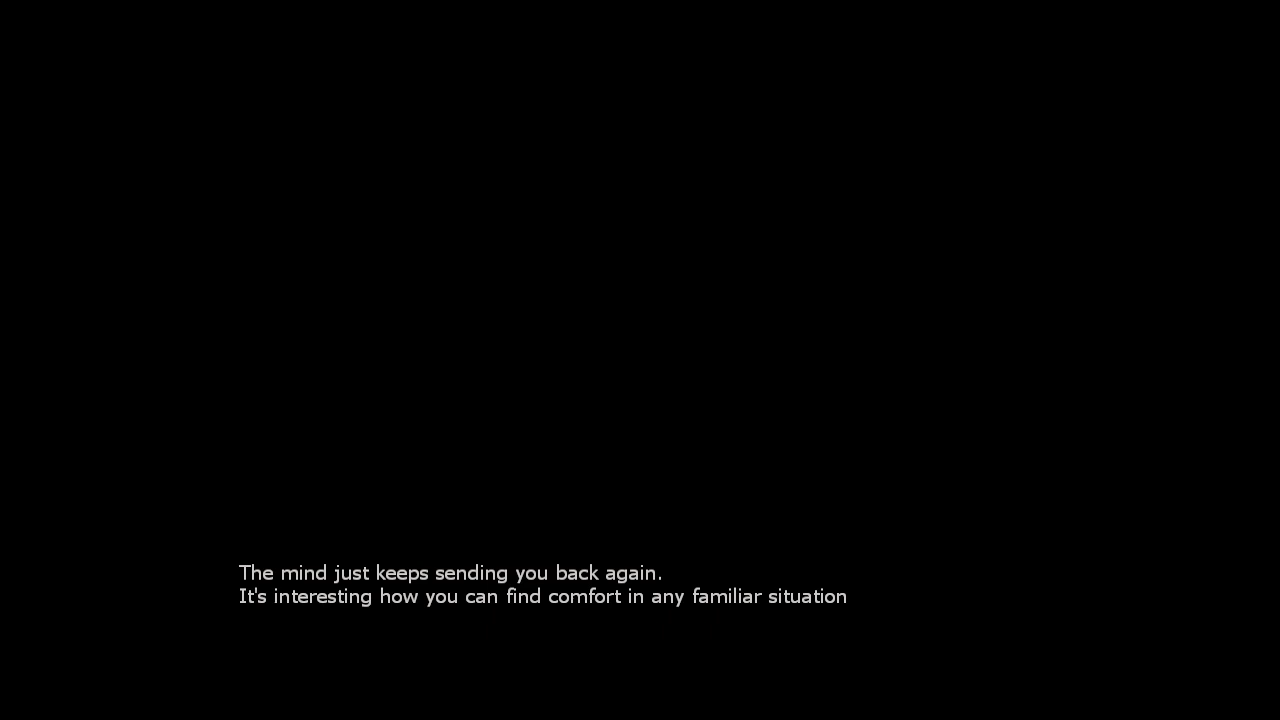 The mind just keeps sending you back again.
It's interesting how you can find comfort in any familiar situation